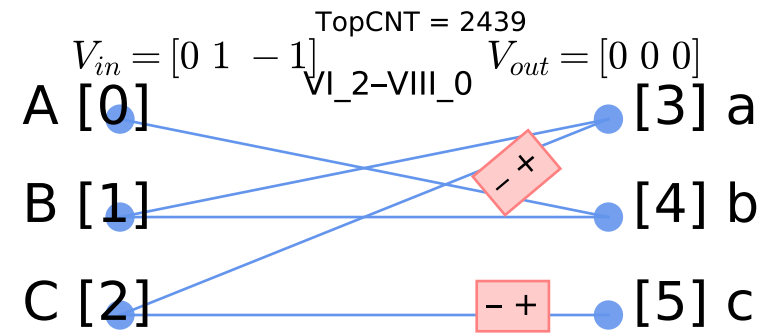 TopCNT = 2439
V_in = [0 1 −1] V_out = [0 0 0]
VI_2–VIII_0
A [0] [3] a
− +
B [1] [4] b
C [2] − + [5] c